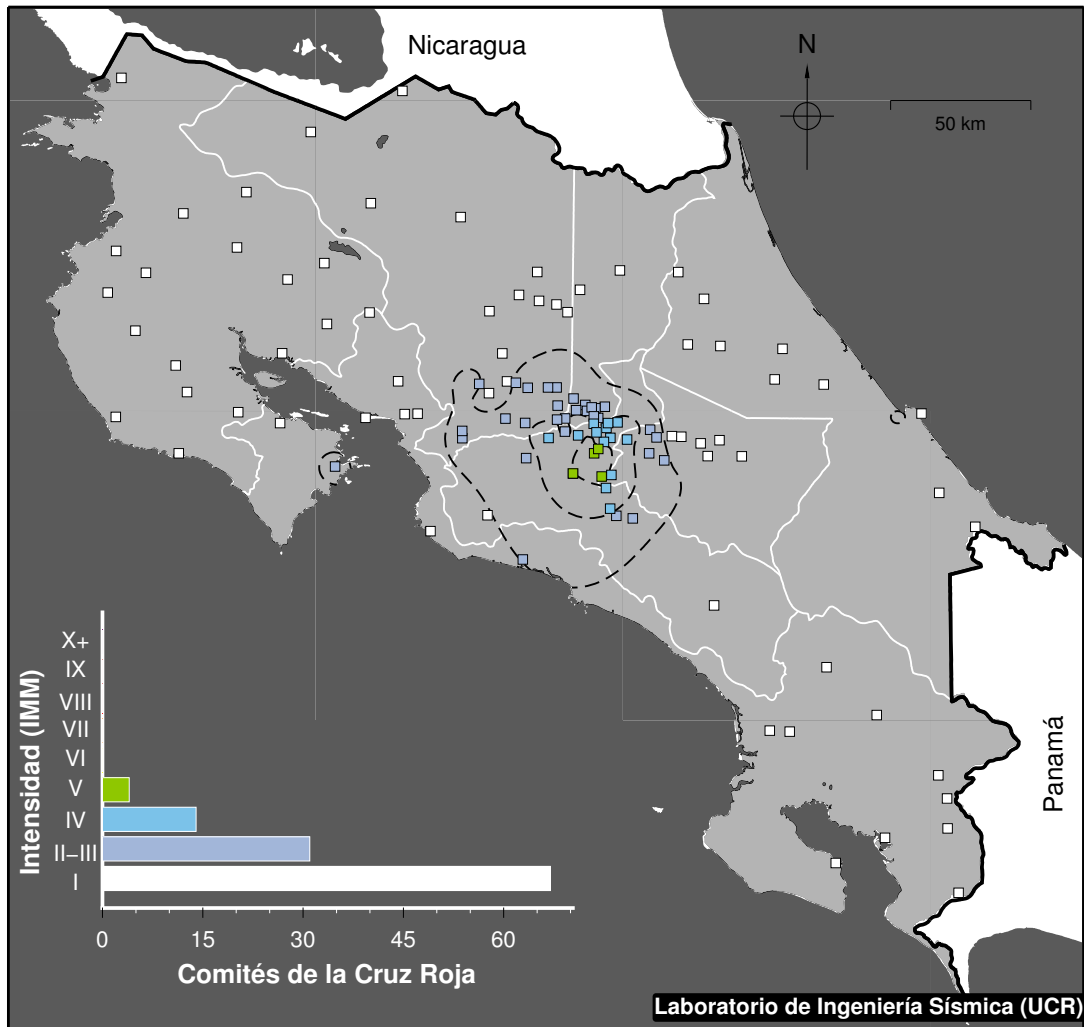 Nicaragua
N
50 km
Panamá
Intensidad (IMM)
X+
IX
VIII
VII
VI
V
IV
II–III
I
0 15 30 45 60
Comités de la Cruz Roja
Laboratorio de Ingeniería Sísmica (UCR)